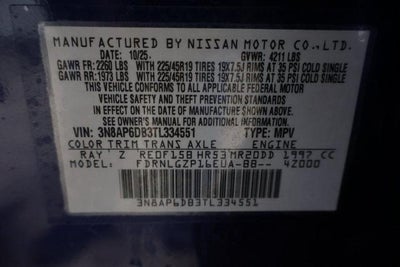 MANUFACTURED BY NISSAN MOTOR CO.,LTD.
DATE: 10/25 GVWR: 4211 LBS
GAWR FR: 2260 LBS WITH 225/45R19 TIRES 19X7.5J RIMS AT 35 PSI COLD SINGLE
GAWR RR: 1973 LBS WITH 225/45R19 TIRES 19X7.5J RIMS AT 35 PSI COLD SINGLE
THIS VEHICLE CONFORMS TO ALL APPLICABLE FEDERAL MOTOR
VEHICLE SAFETY AND THEFT PREVENTION STANDARDS
IN EFFECT ON THE DATE OF MANUFACTURE SHOWN ABOVE.
SEE OWNER'S MANUAL FOR ADDITIONAL INFORMATION
VIN: 3N8AP6DB3TL334551 TYPE: MPV
COLOR TRIM TRANS AXLE ENGINE
RAY Z RE0F15B HR53 MR20DD 1997 CC
FDRNLGZP16EUA-BB-- 42000
3N8AP6DB3TL334551